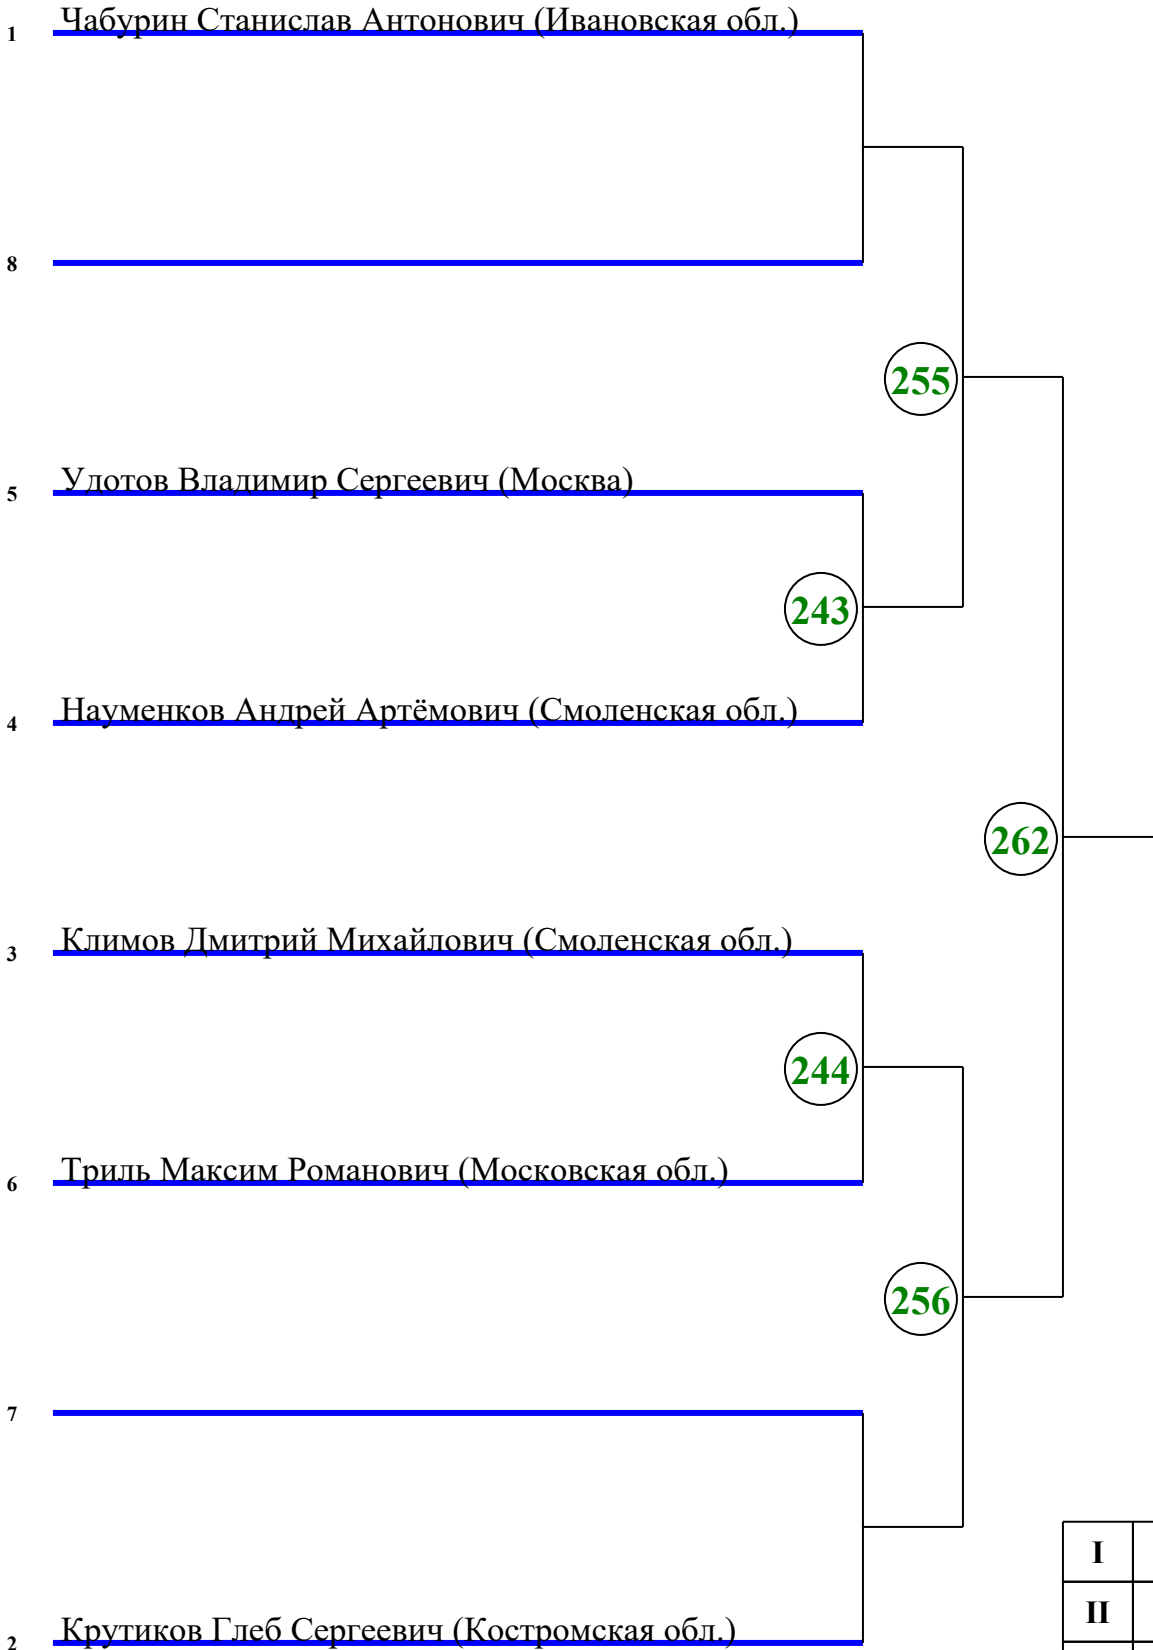 1 Чабурин Станислав Антонович (Ивановская обл.)
8
255
5 Удотов Владимир Сергеевич (Москва)
243
4 Науменков Андрей Артёмович (Смоленская обл.)
262
3 Климов Дмитрий Михайлович (Смоленская обл.)
244
6 Триль Максим Романович (Московская обл.)
256
7
I
II
2 Крутиков Глеб Сергеевич (Костромская обл.)